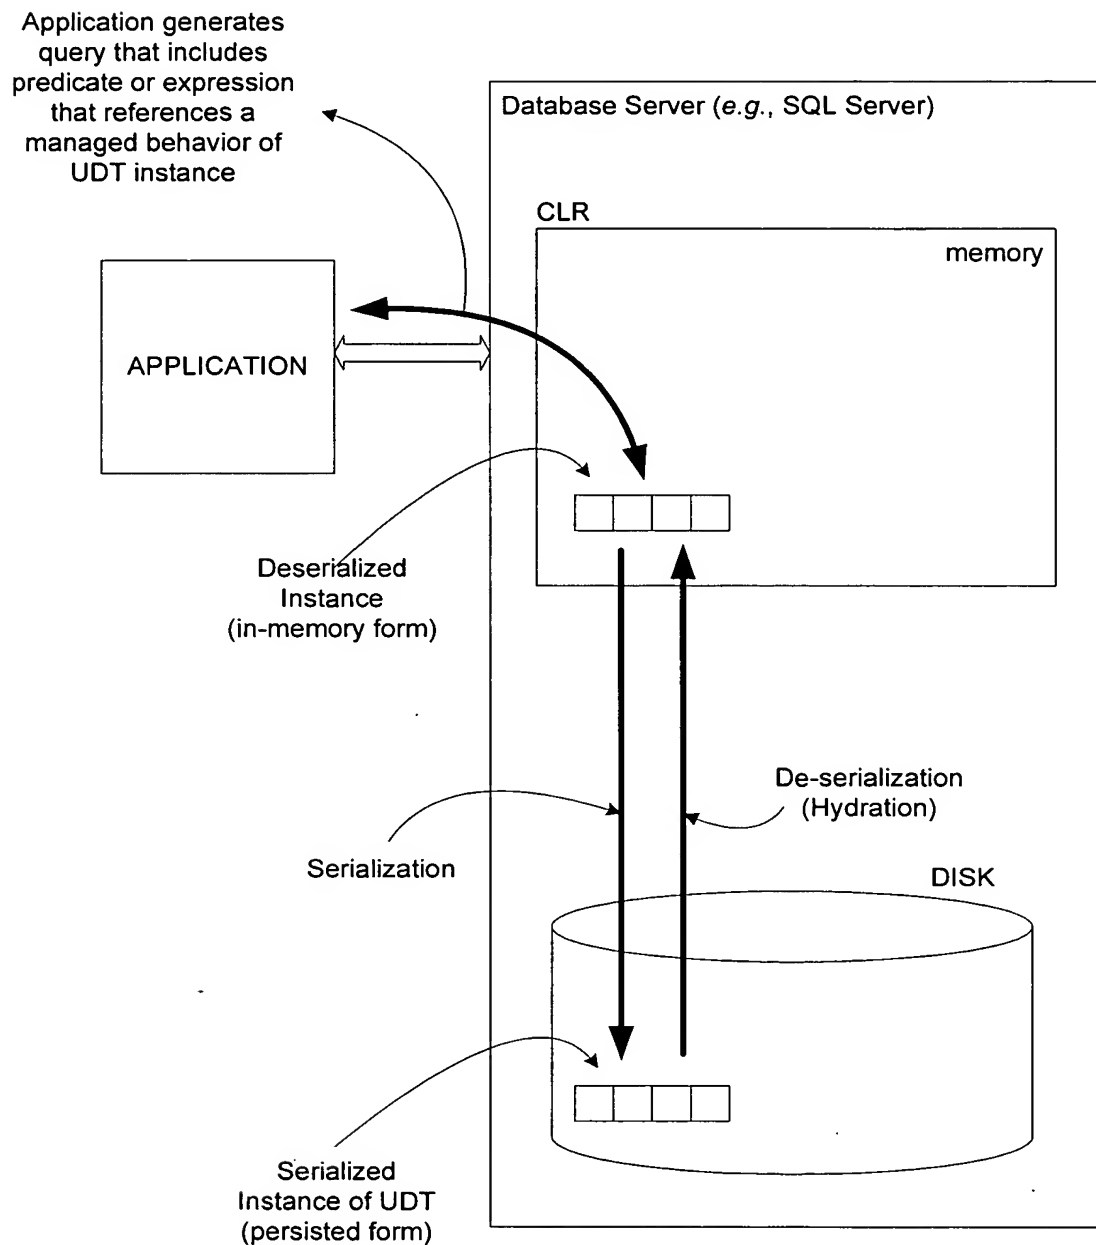 Application generates
query that includes
predicate or expression
that references a
managed behavior of
UDT instance
Database Server (e.g., SQL Server)
CLR
memory
APPLICATION
Deserialized
Instance
(in-memory form)
De-serialization
(Hydration)
Serialization
DISK
Serialized
Instance of UDT
(persisted form)